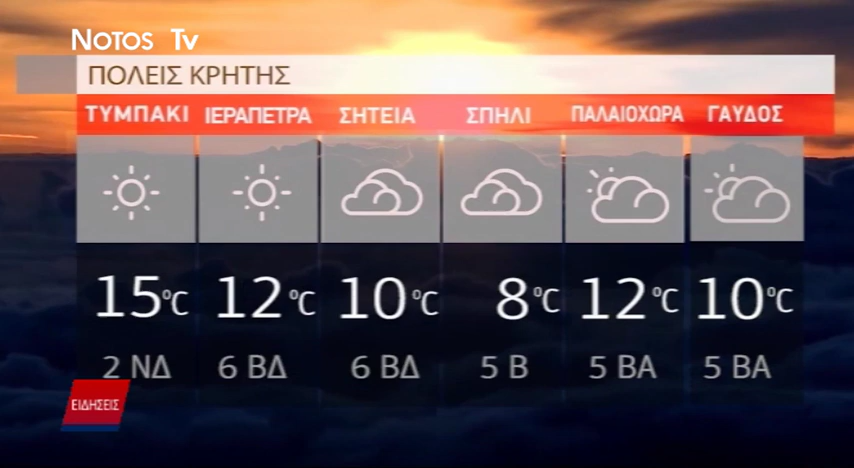 NOTOS TV
ΠΟΛΕΙΣ ΚΡΗΤΗΣ
ΤΥΜΠΑΚΙ ΙΕΡΑΠΕΤΡΑ ΣΗΤΕΙΑ ΣΠΗΛΙ ΠΑΛΑΙΟΧΩΡΑ ΓΑΥΔΟΣ
15°C 12°C 10°C 8°C 12°C 10°C
2 ΝΔ 6 ΒΔ 6 ΒΔ 5 Β 5 ΒΑ 5 ΒΑ
ΕΙΔΗΣΕΙΣ